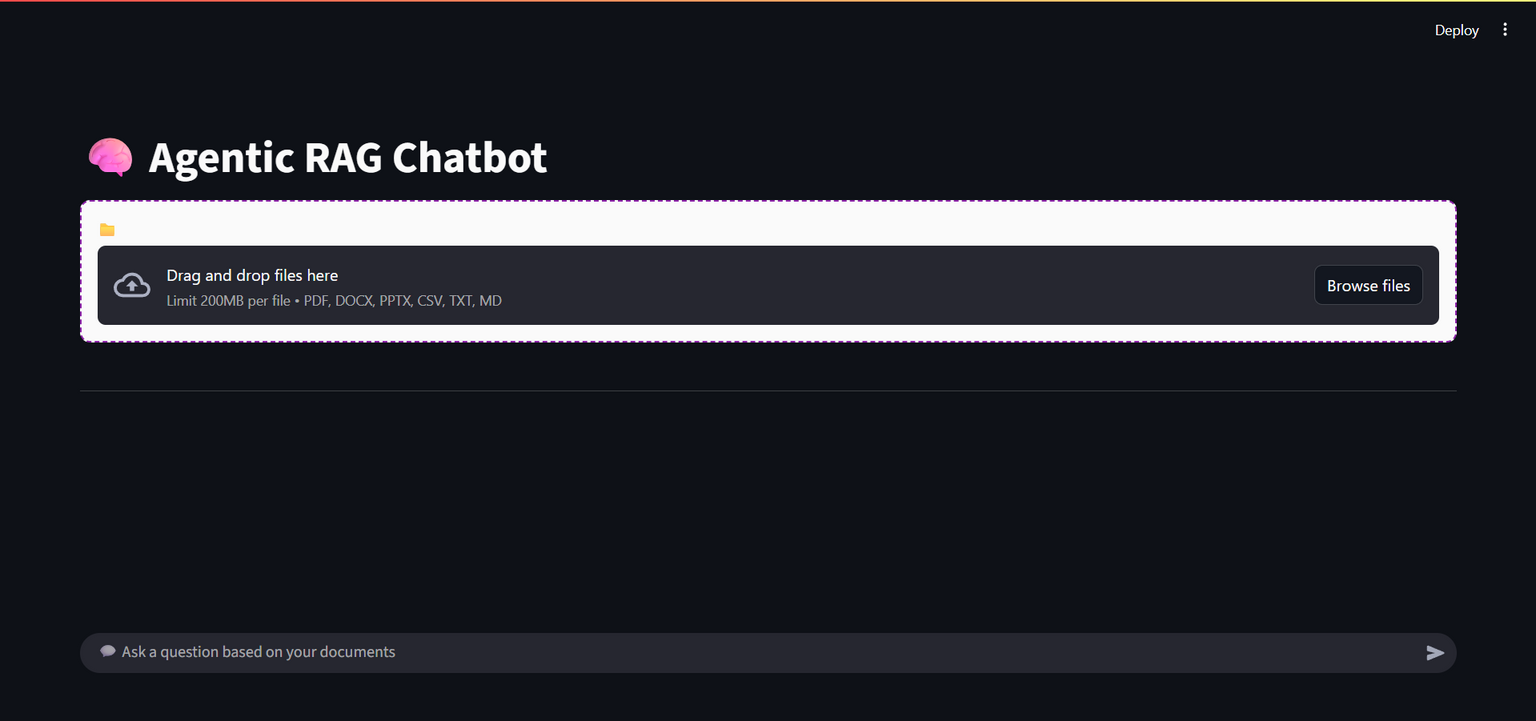 Deploy
🧠 Agentic RAG Chatbot
📁
Drag and drop files here
Limit 200MB per file • PDF, DOCX, PPTX, CSV, TXT, MD
Browse files
💬 Ask a question based on your documents